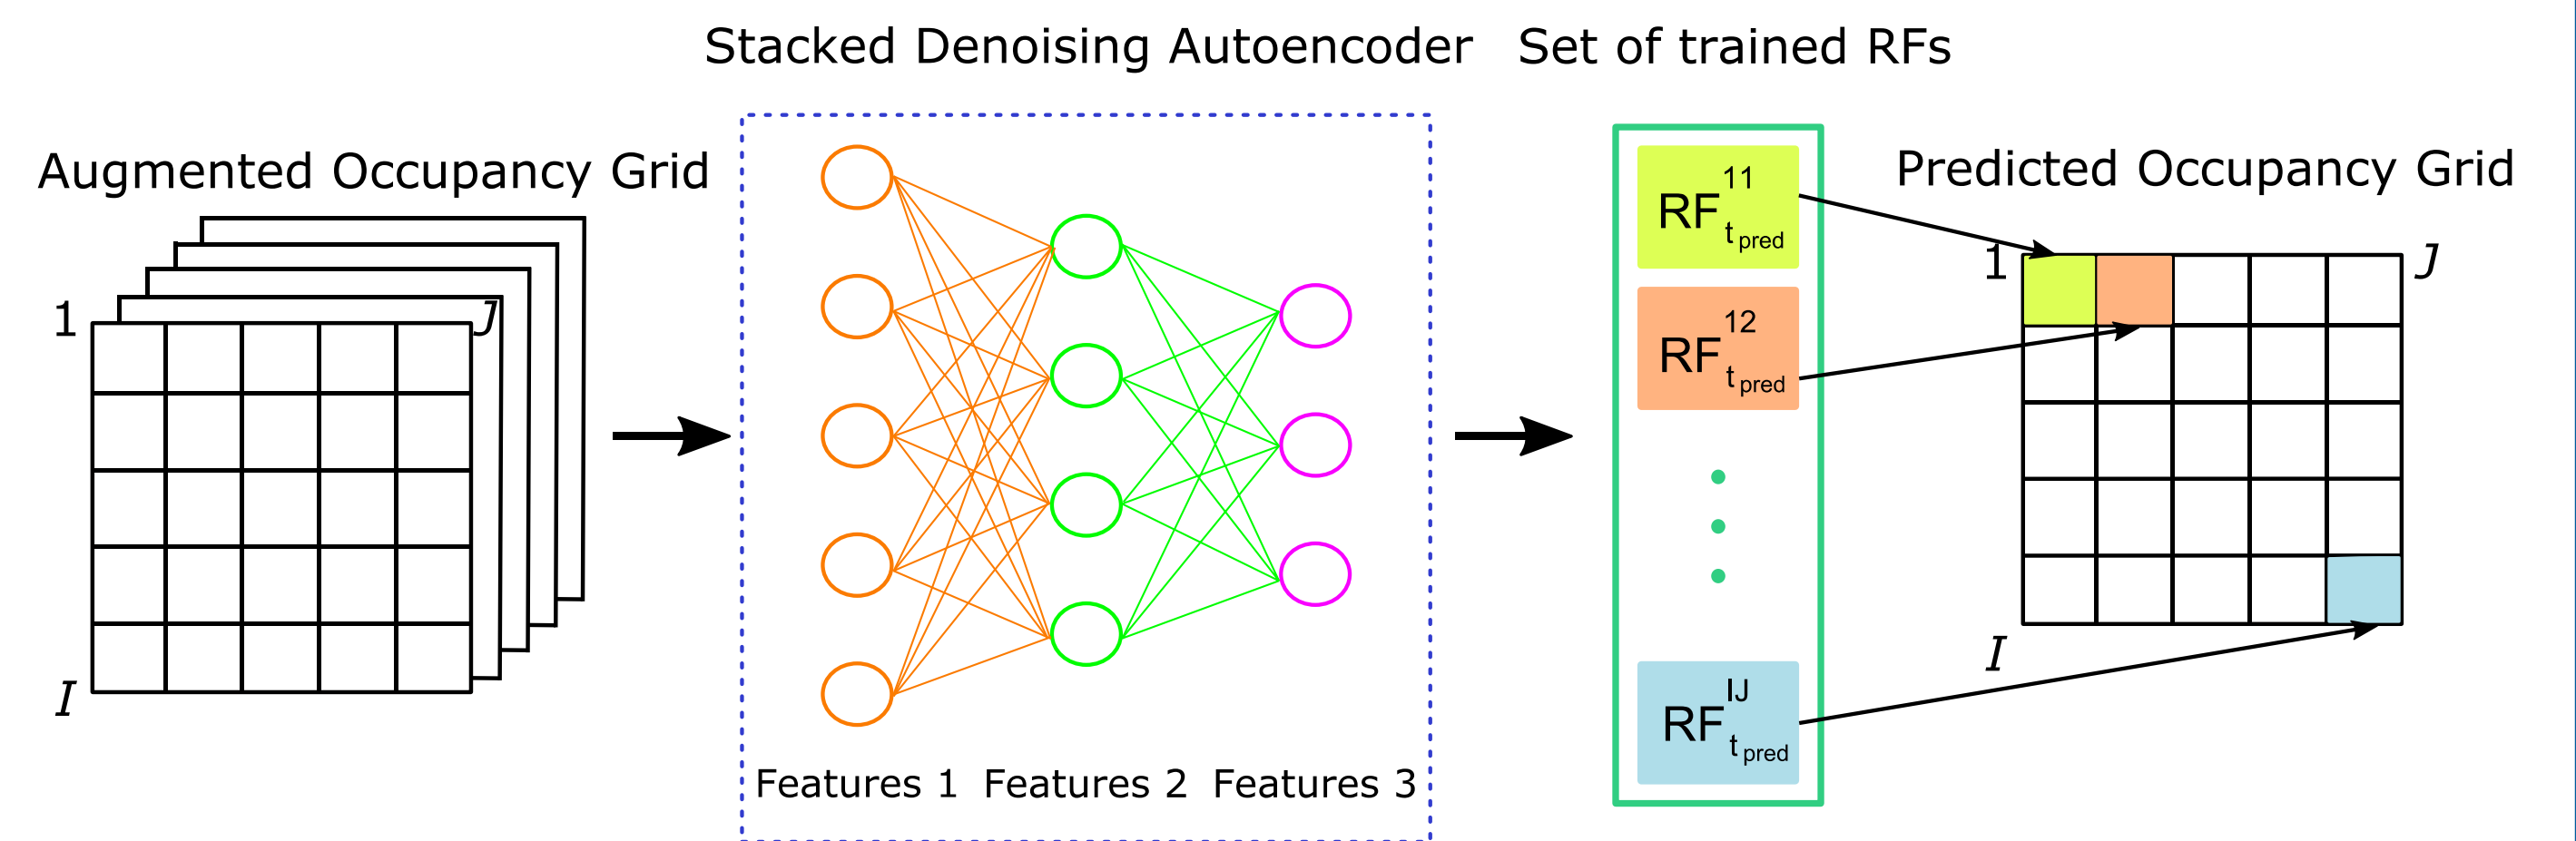 Stacked Denoising Autoencoder
Set of trained RFs
Augmented Occupancy Grid
Predicted Occupancy Grid
1
J
I
Features 1
Features 2
Features 3
RF 11 t pred
RF 12 t pred
RF IJ t pred
1
J
I